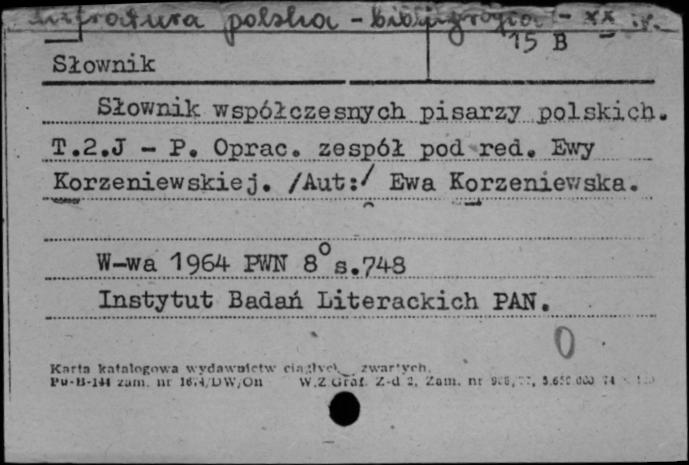 literatura polska - bibliografia - XX w.
15 B
Słownik
Słownik współczesnych pisarzy polskich.
T.2.J - P. Oprac. zespół pod red. Ewy
Korzeniewskiej. /Aut:/ Ewa Korzeniewska.
W-wa 1964 PWN 8° s.748
Instytut Badań Literackich PAN.
0
Karta katalogowa wydawnictw ciągłych zwartych.
Pu-B-144 zam. nr W.Z.Graf. Z-d 2, Zam. nr